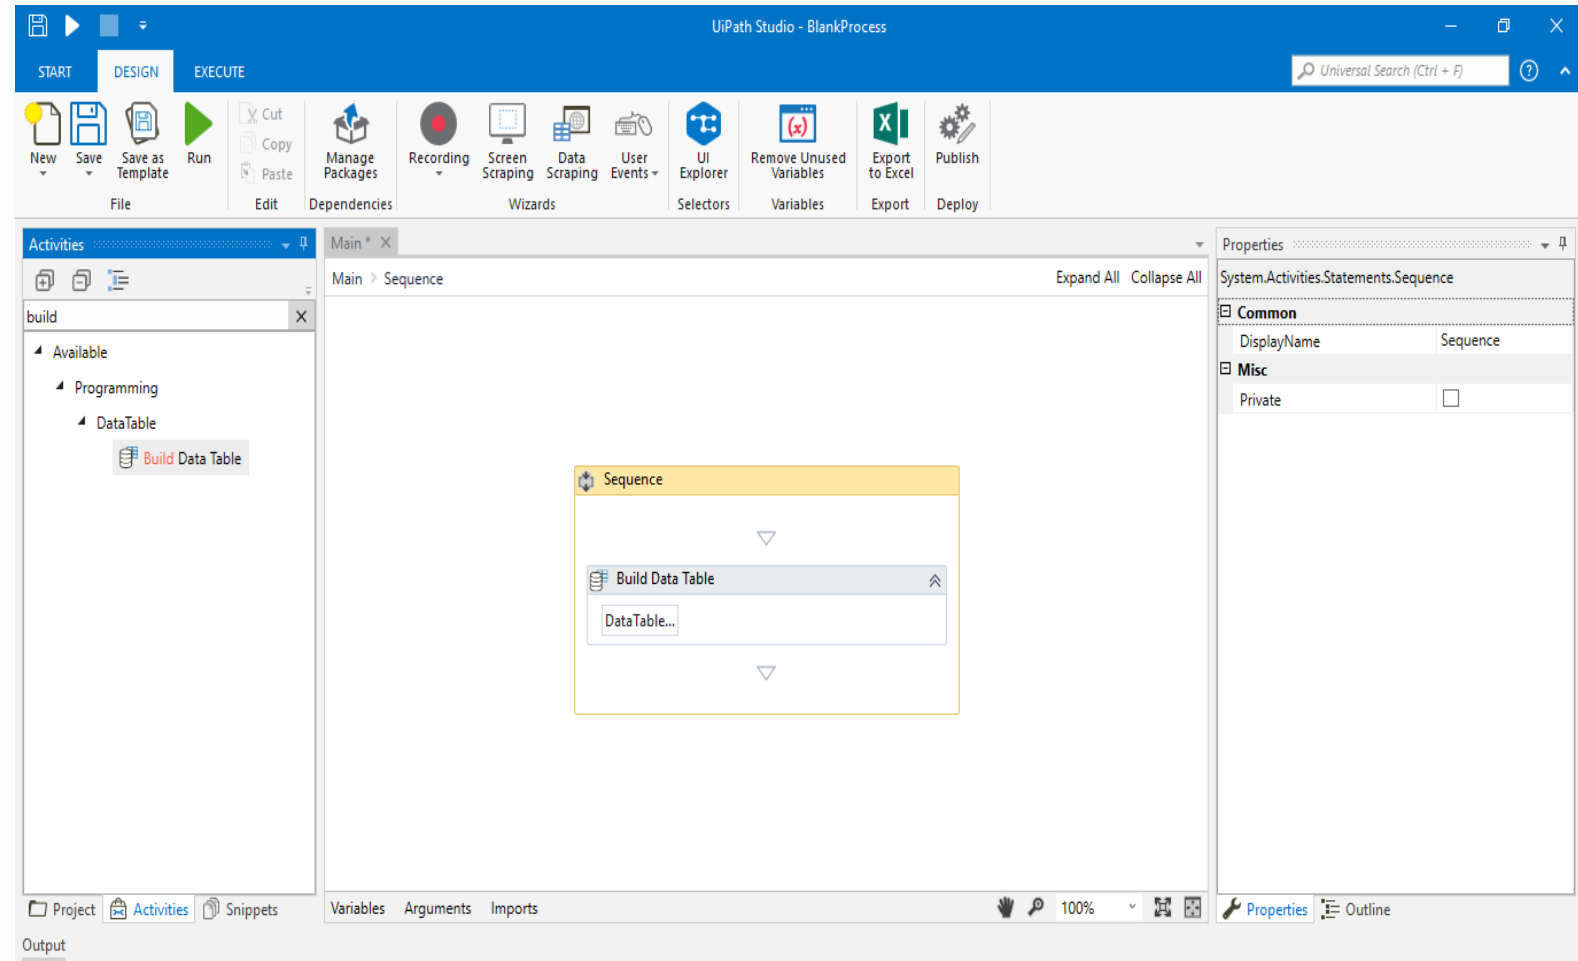 UiPath Studio - BlankProcess
START DESIGN EXECUTE
Universal Search (Ctrl + F)
?
New Save Save as Template Run
Cut
Copy
Paste
Manage Packages
Recording Screen Scraping Data Scraping User Events
UI Explorer
Remove Unused Variables
Export to Excel
Publish
File Edit Dependencies Wizards Selectors Variables Export Deploy
Activities
build
Available
Programming
DataTable
Build Data Table
Project Activities Snippets
Main *
Main > Sequence
Expand All Collapse All
Sequence
Build Data Table
DataTable...
Variables Arguments Imports
100%
Properties
System.Activities.Statements.Sequence
Common
DisplayName Sequence
Misc
Private
Properties Outline
Output